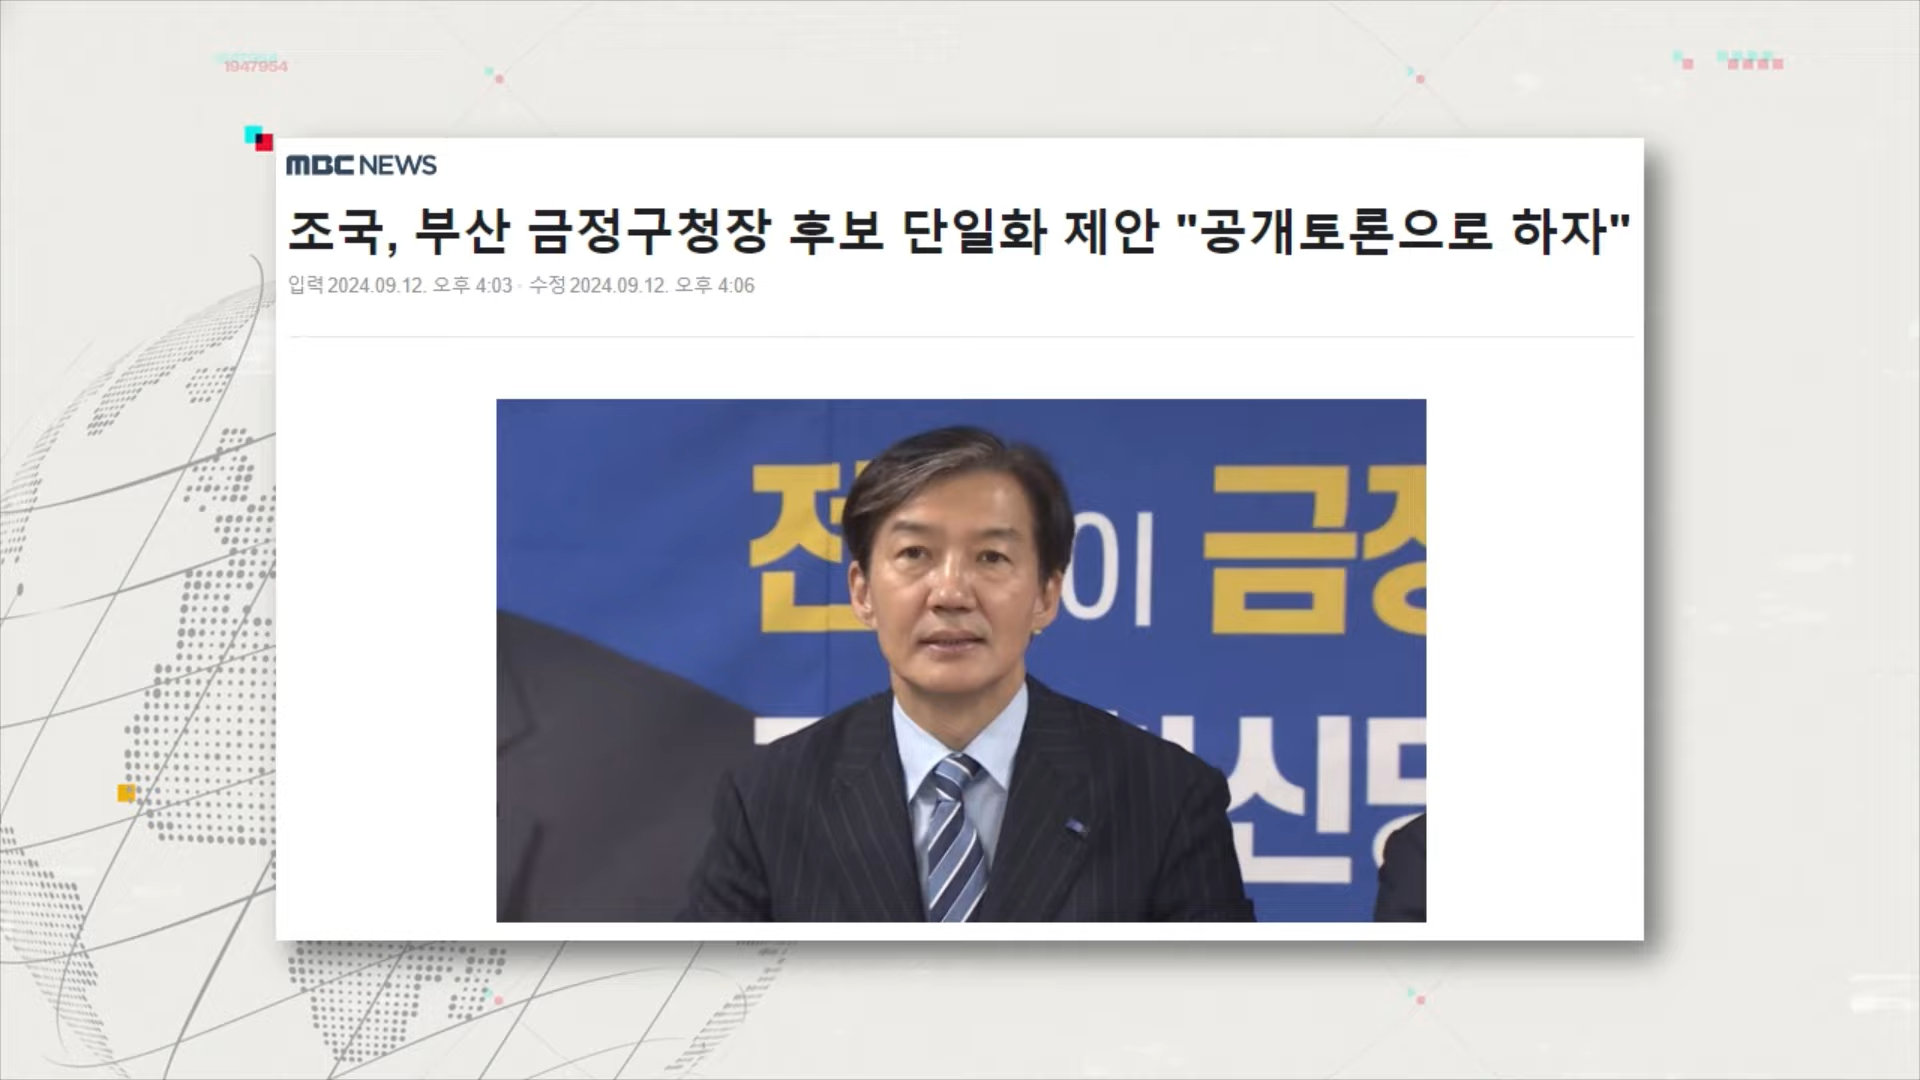 1947954
MBC NEWS
조국, 부산 금정구청장 후보 단일화 제안 "공개토론으로 하자"
입력 2024.09.12. 오후 4:03 · 수정 2024.09.12. 오후 4:06
이 금정
신